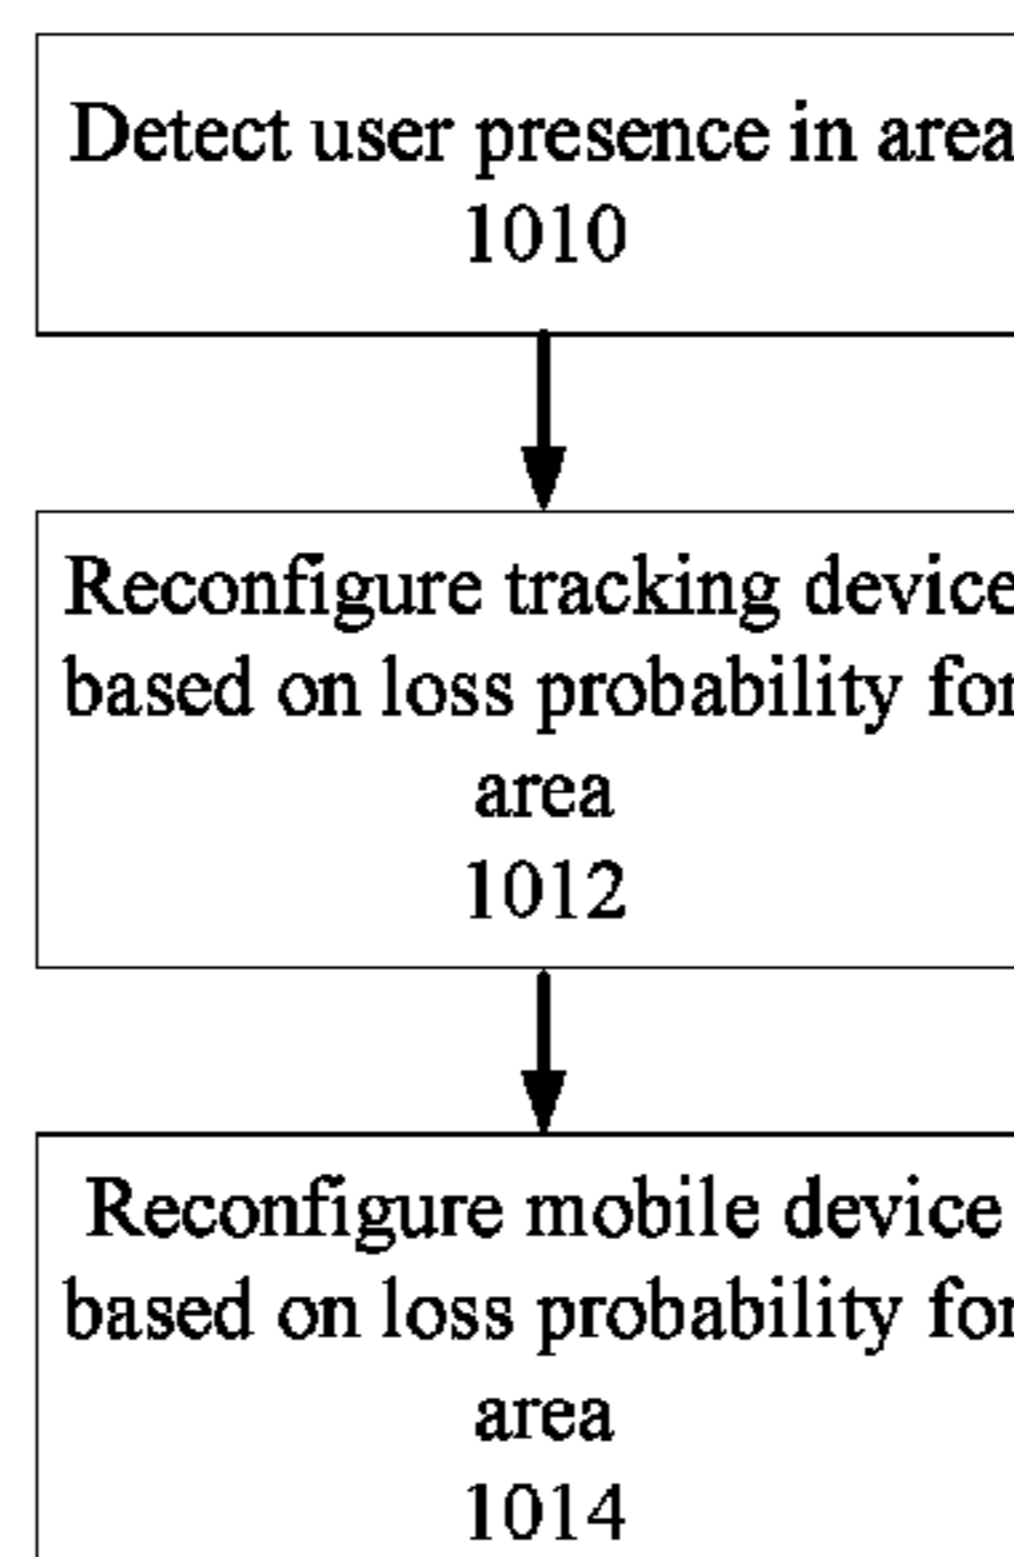 Detect user presence in area
1010
Reconfigure tracking device
based on loss probability for
area
1012
Reconfigure mobile device
based on loss probability for
area
1014